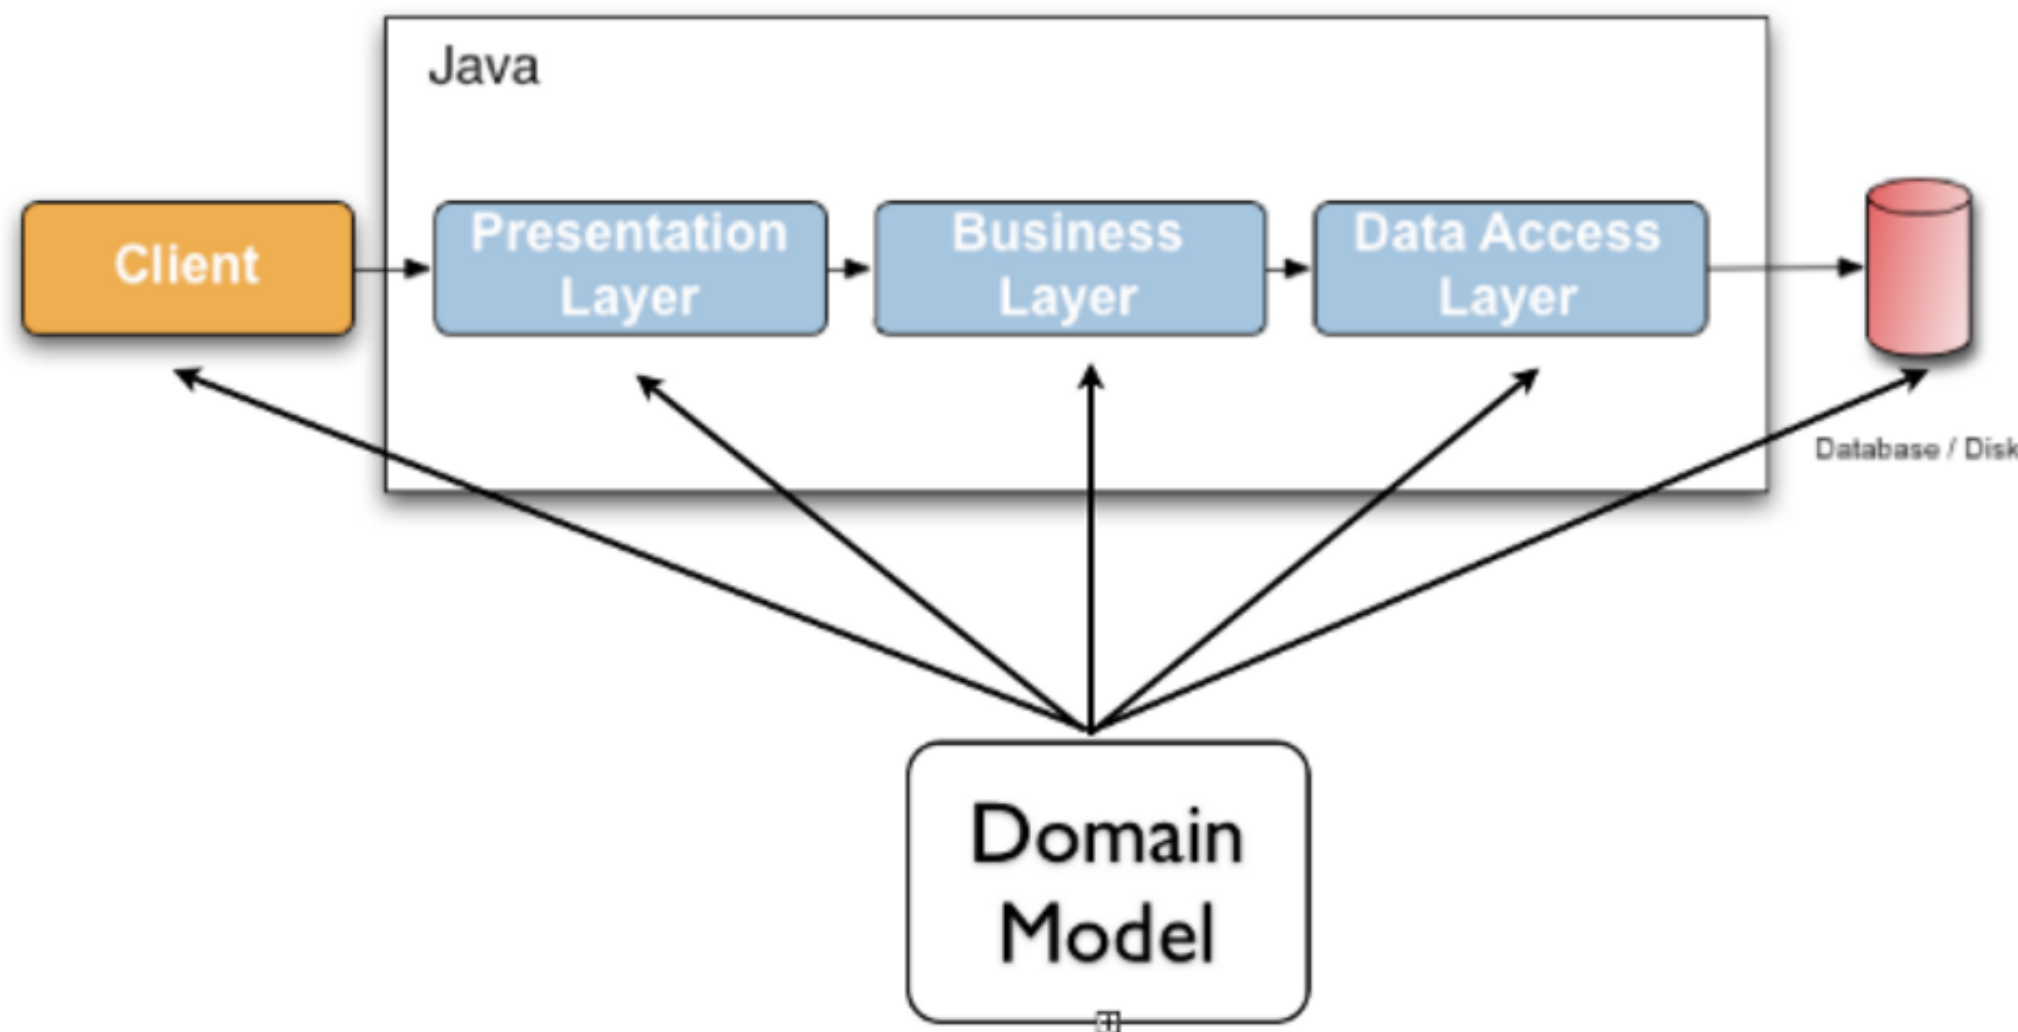 Java
Client
Presentation
Layer
Business
Layer
Data Access
Layer
Database / Disk
Domain
Model